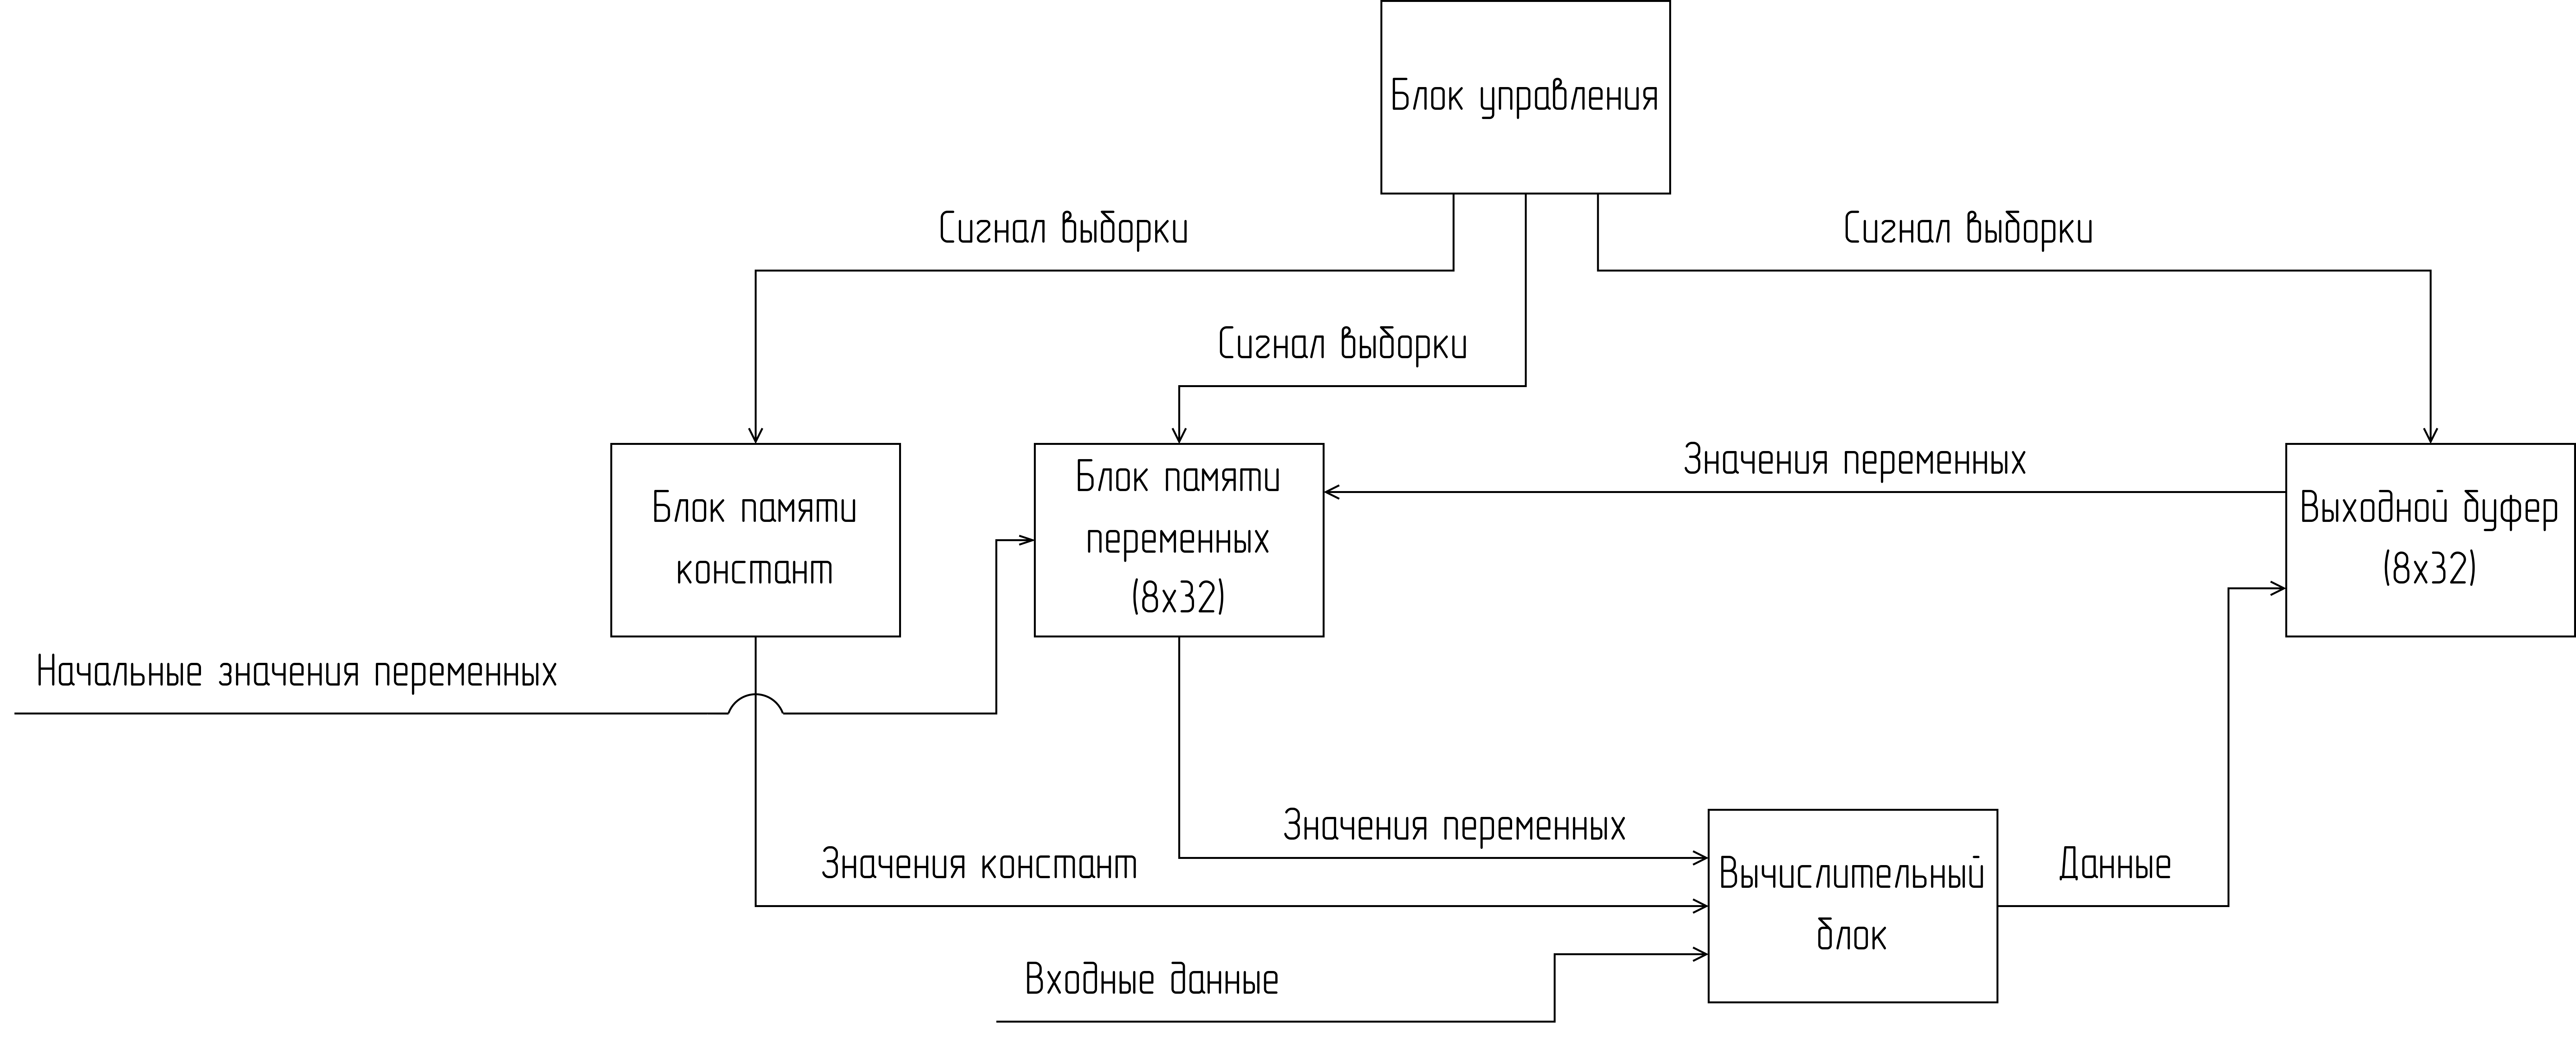 Блок управления
Сигнал выборки
Сигнал выборки
Сигнал выборки
Блок памяти
констант
Блок памяти
переменных
(8x32)
Значения переменных
Выходной буфер
(8x32)
Начальные значения переменных
Значения переменных
Значения констант
Входные данные
Вычислительный
блок
Данные